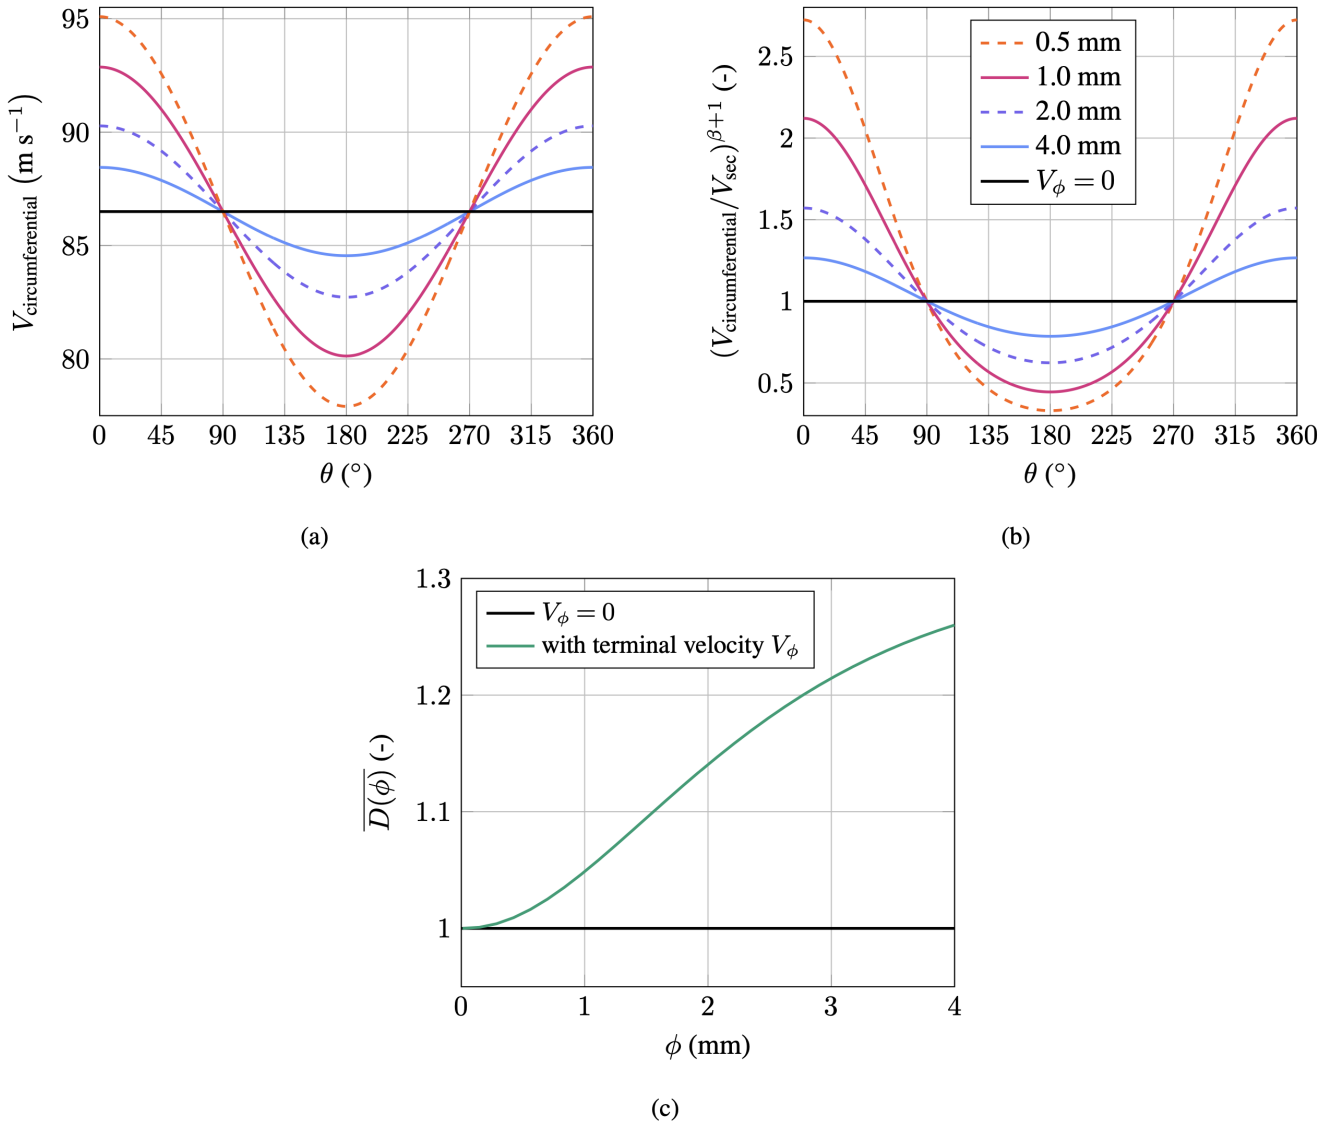 V_circumferential (m s^−1)
95
90
85
80
0 45 90 135 180 225 270 315 360
θ (°)
(a)
(V_circumferential/V_sec)^β+1 (-)
2.5
2
1.5
1
0.5
0.5 mm
1.0 mm
2.0 mm
4.0 mm
V_ϕ = 0
0 45 90 135 180 225 270 315 360
θ (°)
(b)
D(ϕ) (-)
1.3
1.2
1.1
1
V_ϕ = 0
with terminal velocity V_ϕ
0 1 2 3 4
ϕ (mm)
(c)